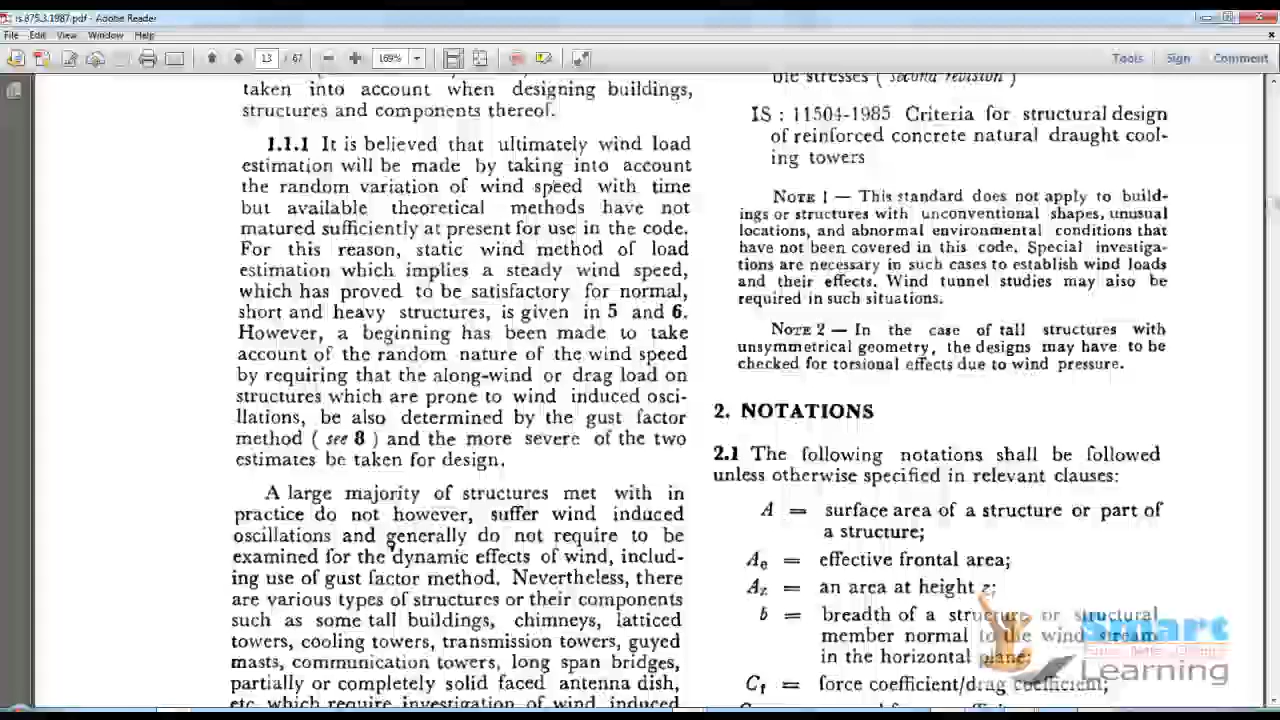 is.875.3.1987.pdf - Adobe Reader
File Edit View Window Help
13 / 67 169% Tools Sign Comment
taken into account when designing buildings,
structures and components thereof.
1.1.1 It is believed that ultimately wind load
estimation will be made by taking into account
the random variation of wind speed with time
but available theoretical methods have not
matured sufficiently at present for use in the code.
For this reason, static wind method of load
estimation which implies a steady wind speed,
which has proved to be satisfactory for normal,
short and heavy structures, is given in 5 and 6.
However, a beginning has been made to take
account of the random nature of the wind speed
by requiring that the along-wind or drag load on
structures which are prone to wind induced osci-
llations, be also determined by the gust factor
method ( see 8 ) and the more severe of the two
estimates be taken for design.
A large majority of structures met with in
practice do not however, suffer wind induced
oscillations and generally do not require to be
examined for the dynamic effects of wind, includ-
ing use of gust factor method. Nevertheless, there
are various types of structures or their components
such as some tall buildings, chimneys, latticed
towers, cooling towers, transmission towers, guyed
masts, communication towers, long span bridges,
partially or completely solid faced antenna dish,
etc, which require investigation of wind induced
ble stresses ( second revision )
IS : 11504-1985 Criteria for structural design
of reinforced concrete natural draught cool-
ing towers
NOTE 1 — This standard does not apply to build-
ings or structures with unconventional shapes, unusual
locations, and abnormal environmental conditions that
have not been covered in this code. Special investiga-
tions are necessary in such cases to establish wind loads
and their effects. Wind tunnel studies may also be
required in such situations.
NOTE 2 — In the case of tall structures with
unsymmetrical geometry, the designs may have to be
checked for torsional effects due to wind pressure.
2. NOTATIONS
2.1 The following notations shall be followed
unless otherwise specified in relevant clauses:
A = surface area of a structure or part of
a structure;
Ae = effective frontal area;
Az = an area at height z;
b = breadth of a structure or structural
member normal to the wind stream
in the horizontal plane;
Cf = force coefficient/drag coefficient;
Smart
Learning